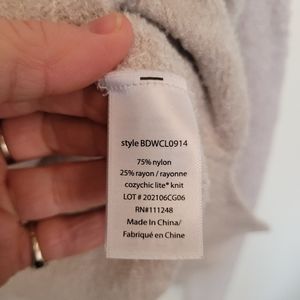 style BDWCL0914
75% nylon
25% rayon / rayonne
cozychic lite® knit
LOT # 202106CG06
RN#111248
Made In China/
Fabriqué en Chine